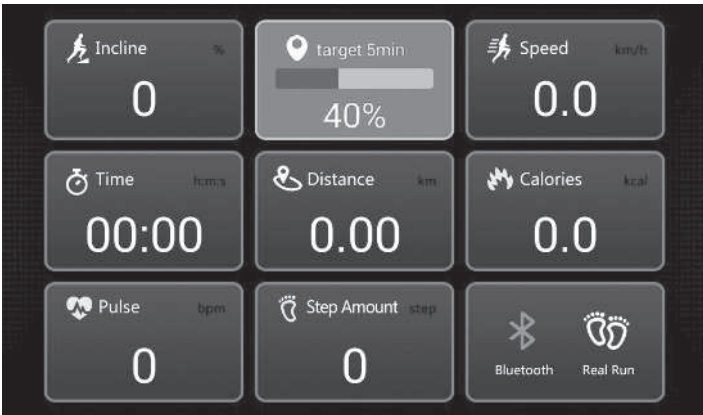 Incline %
0
target 5min
40%
Speed km/h
0.0
Time h:m:s
00:00
Distance km
0.00
Calories kcal
0.0
Pulse bpm
0
Step Amount step
0
Bluetooth
Real Run